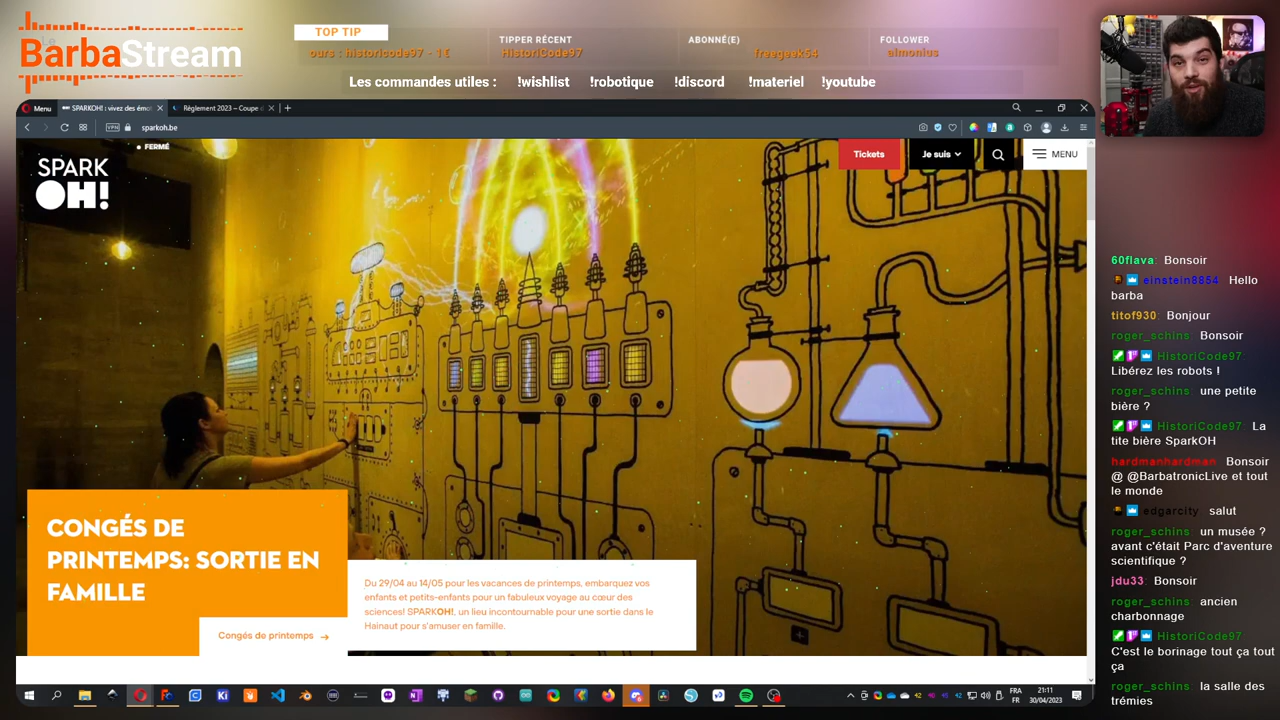 Le
BarbaStream
TOP TIP
ours : historicode97 - 1 €
TIPPER RÉCENT
HistoriCode97
ABONNÉ(E)
freegeek54
FOLLOWER
aimonius
Les commandes utiles : !wishlist !robotique !discord !materiel !youtube
Menu
SPARKOH! : vivez des émot
Règlement 2023 – Coupe d
VPN
sparkoh.be
FERMÉ
SPARK
OH!
Tickets
Je suis
MENU
CONGÉS DE
PRINTEMPS: SORTIE EN
FAMILLE
Du 29/04 au 14/05 pour les vacances de printemps, embarquez vos
enfants et petits-enfants pour un fabuleux voyage au cœur des
sciences! SPARKOH!, un lieu incontournable pour une sortie dans le
Hainaut pour s'amuser en famille.
Congés de printemps →
60flava: Bonsoir
einstein8854 Hello
barba
titof930: Bonjour
roger_schins: Bonsoir
HistoriCode97:
Libérez les robots !
roger_schins: une petite
bière ?
HistoriCode97: La
tite bière SparkOH
hardmanhardman: Bonsoir
@ @BarbatronicLive et tout
le monde
edgarcity: salut
roger_schins: un musée ?
avant c'était Parc d'aventure
scientifique ?
jdu33: Bonsoir
roger_schins: ancien
charbonnage
HistoriCode97:
C'est le borinage tout ça tout
ça
roger_schins: la salle des
trémies
Ki
FRA
FR
21:11
30/04/2023